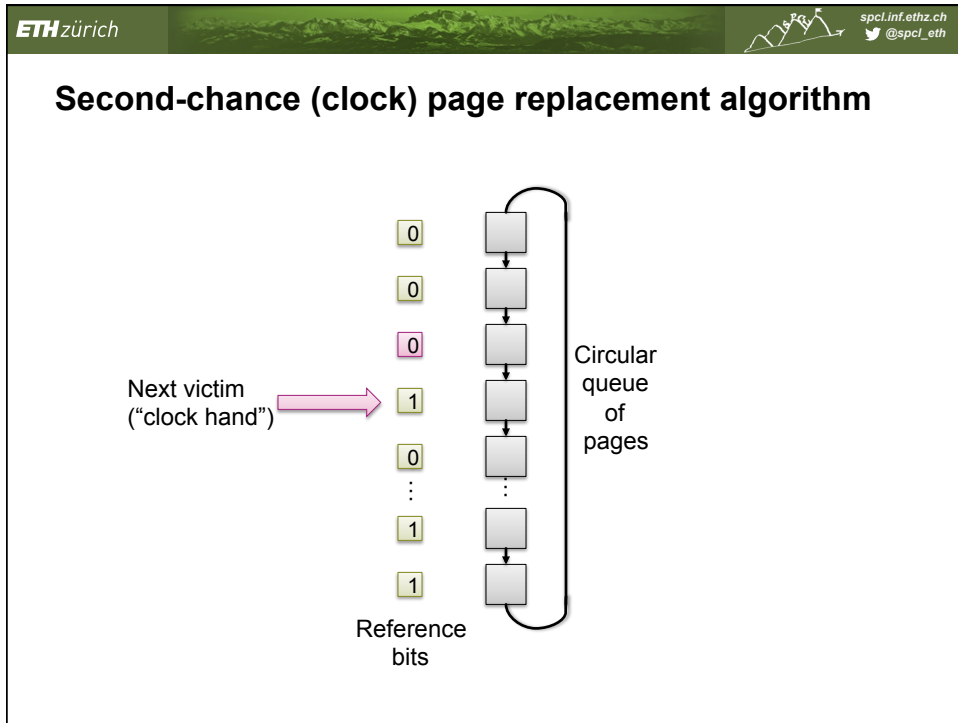 ETH zürich
spcl.inf.ethz.ch
@spcl_eth
SPCL
Second-chance (clock) page replacement algorithm
0
0
0
Next victim
(“clock hand”)
1
0
⋮ ⋮
1
1
Circular
queue
of
pages
Reference
bits